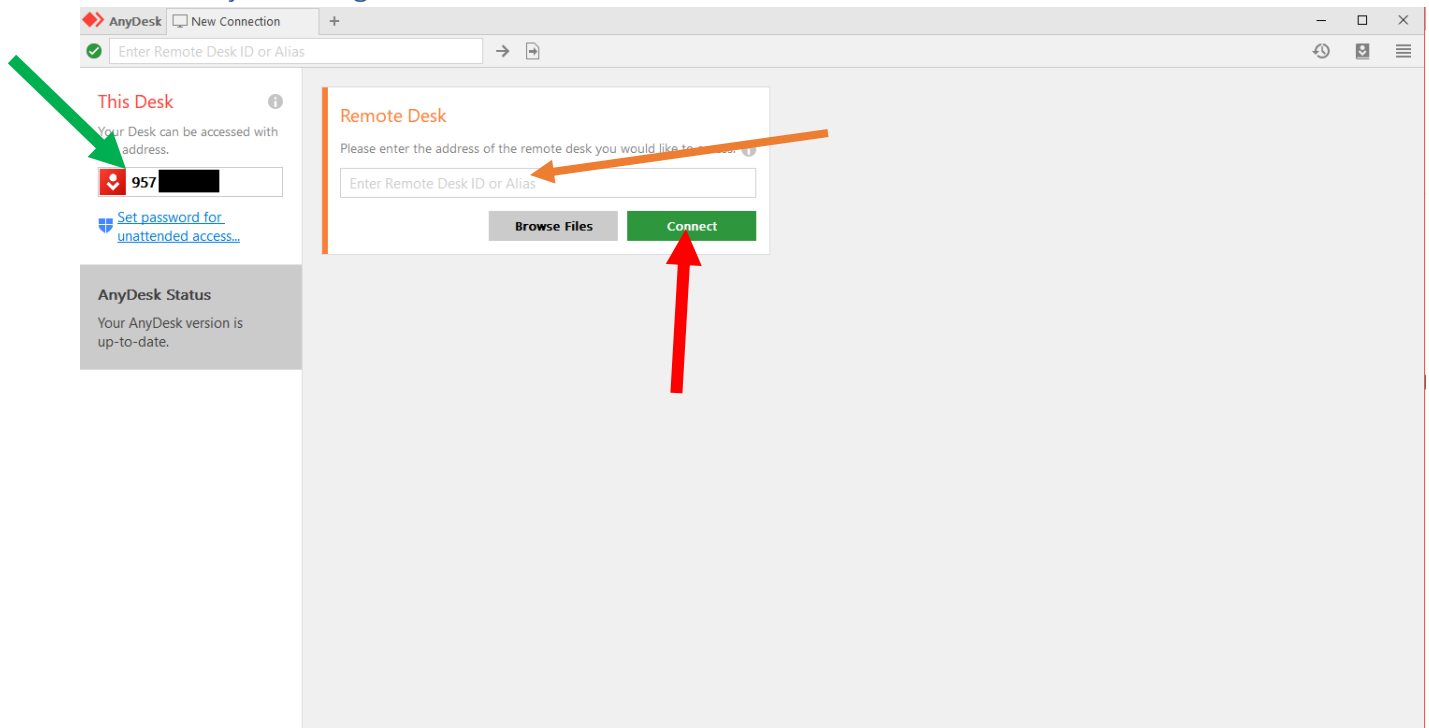 AnyDesk New Connection +
Enter Remote Desk ID or Alias
This Desk
Your Desk can be accessed with
address.
957
Set password for
unattended access...
AnyDesk Status
Your AnyDesk version is
up-to-date.
Remote Desk
Please enter the address of the remote desk you would like to access.
Enter Remote Desk ID or Alias
Browse Files
Connect